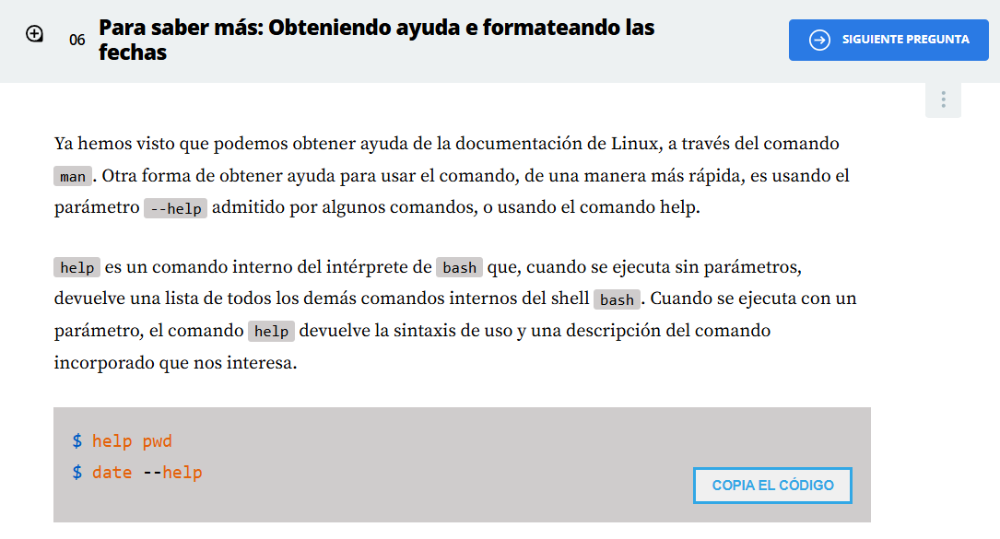 06
Para saber más: Obteniendo ayuda e formateando las
fechas
SIGUIENTE PREGUNTA
Ya hemos visto que podemos obtener ayuda de la documentación de Linux, a través del comando
man . Otra forma de obtener ayuda para usar el comando, de una manera más rápida, es usando el
parámetro --help admitido por algunos comandos, o usando el comando help.
help es un comando interno del intérprete de bash que, cuando se ejecuta sin parámetros,
devuelve una lista de todos los demás comandos internos del shell bash . Cuando se ejecuta con un
parámetro, el comando help devuelve la sintaxis de uso y una descripción del comando
incorporado que nos interesa.
$ help pwd
$ date --help
COPIA EL CÓDIGO